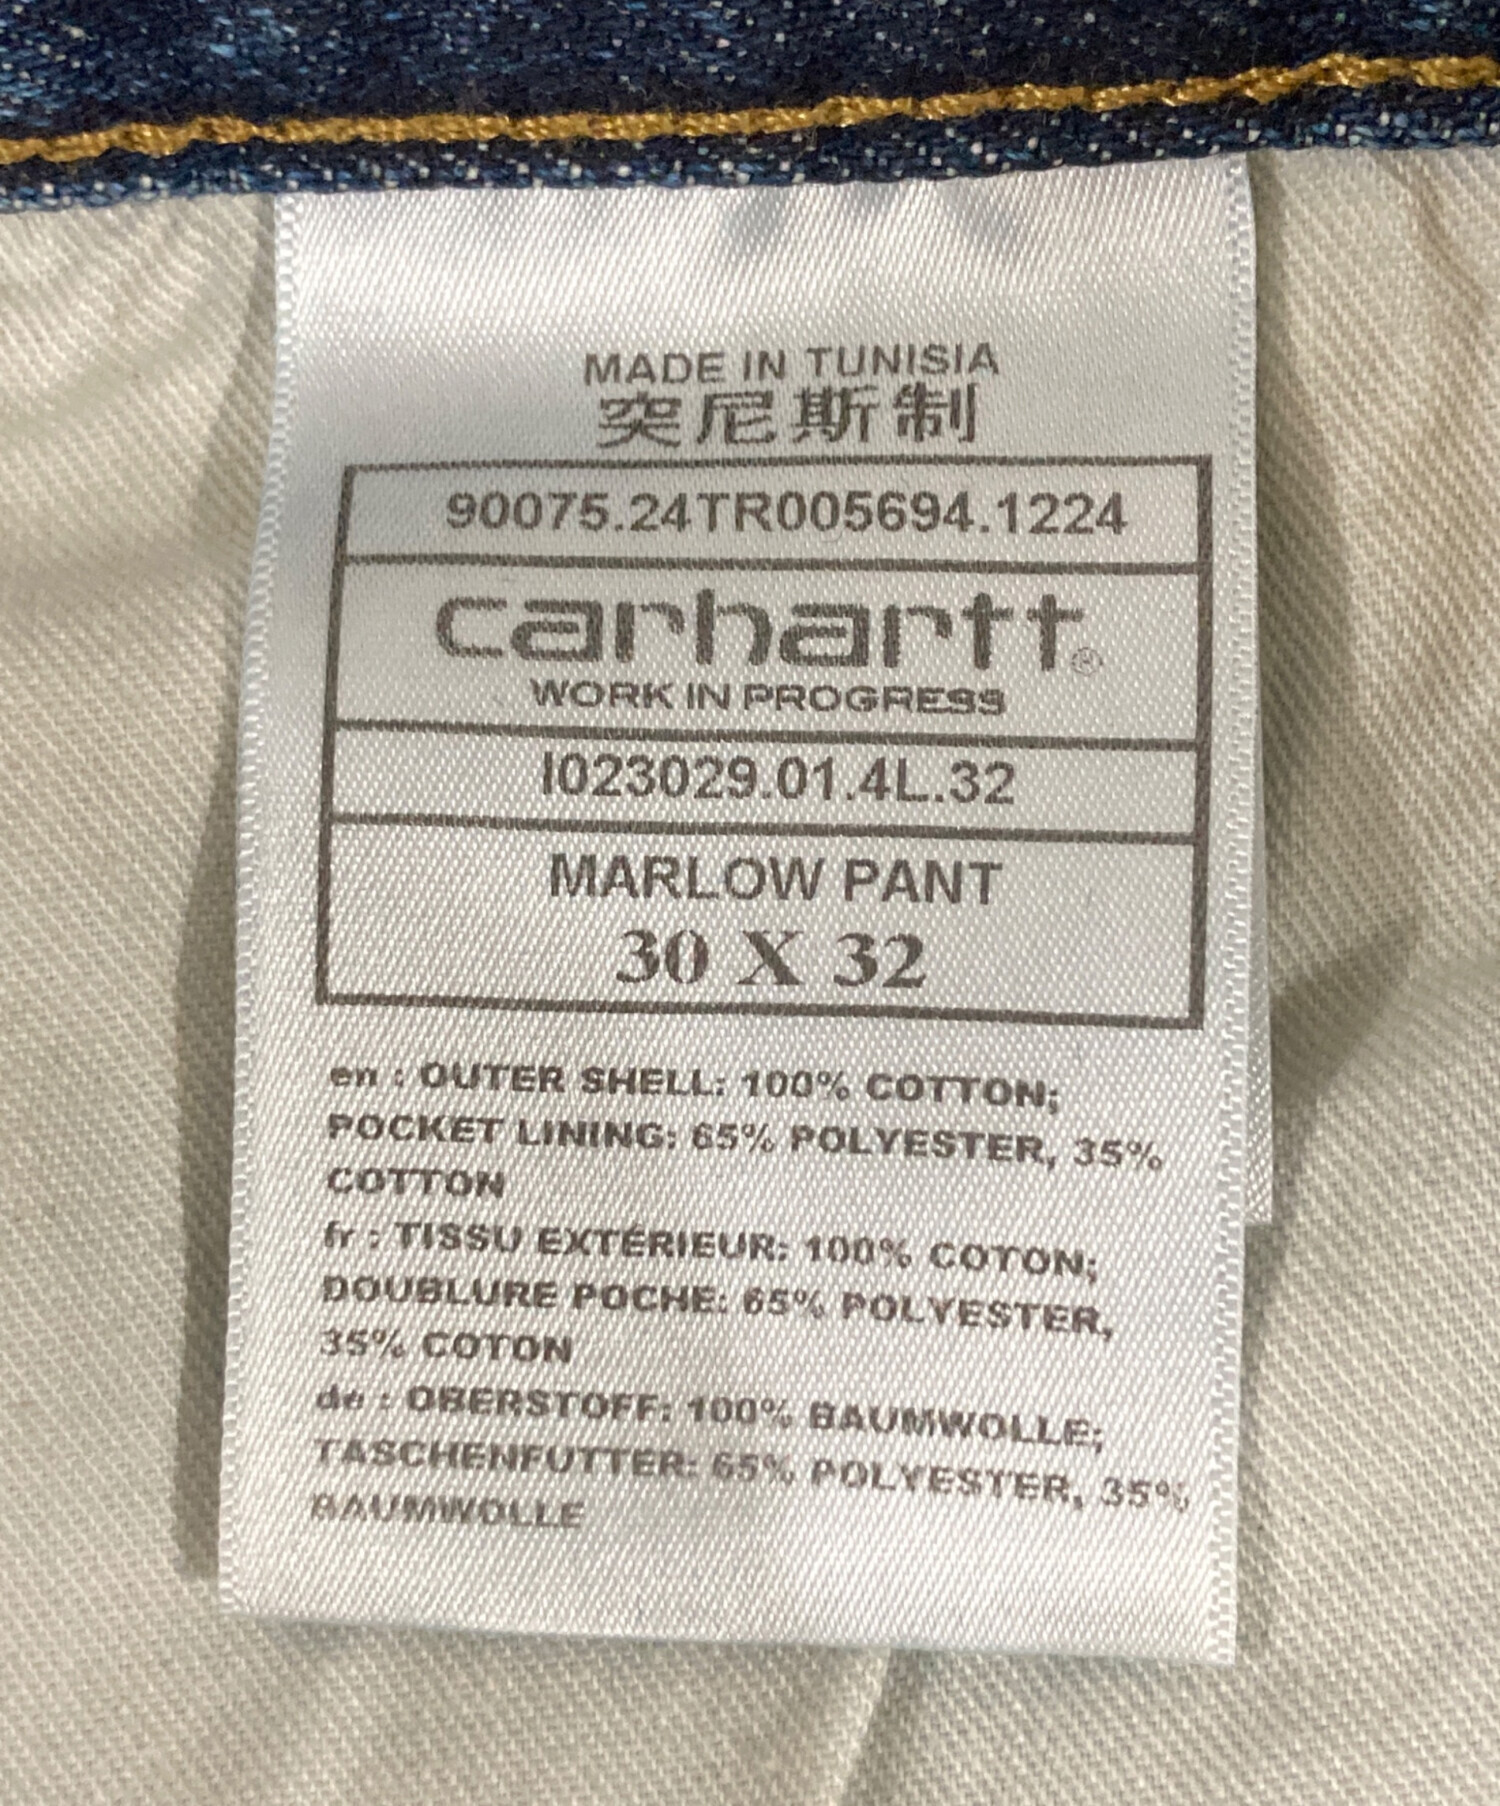 MADE IN TUNISIA
突尼斯制
90075.24TR005694.1224
carhartt®
WORK IN PROGRESS
I023029.01.4L.32
MARLOW PANT
30 X 32
en : OUTER SHELL: 100% COTTON;
POCKET LINING: 65% POLYESTER, 35%
COTTON
fr : TISSU EXTÉRIEUR: 100% COTON;
DOUBLURE POCHE: 65% POLYESTER,
35% COTON
de : OBERSTOFF: 100% BAUMWOLLE;
TASCHENFUTTER: 65% POLYESTER, 35%
BAUMWOLLE